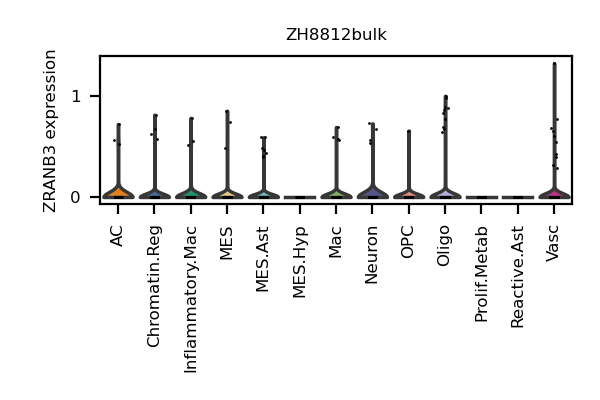 ZH8812bulk
ZRANB3 expression
1
0
AC
Chromatin.Reg
Inflammatory.Mac
MES
MES.Ast
MES.Hyp
Mac
Neuron
OPC
Oligo
Prolif.Metab
Reactive.Ast
Vasc